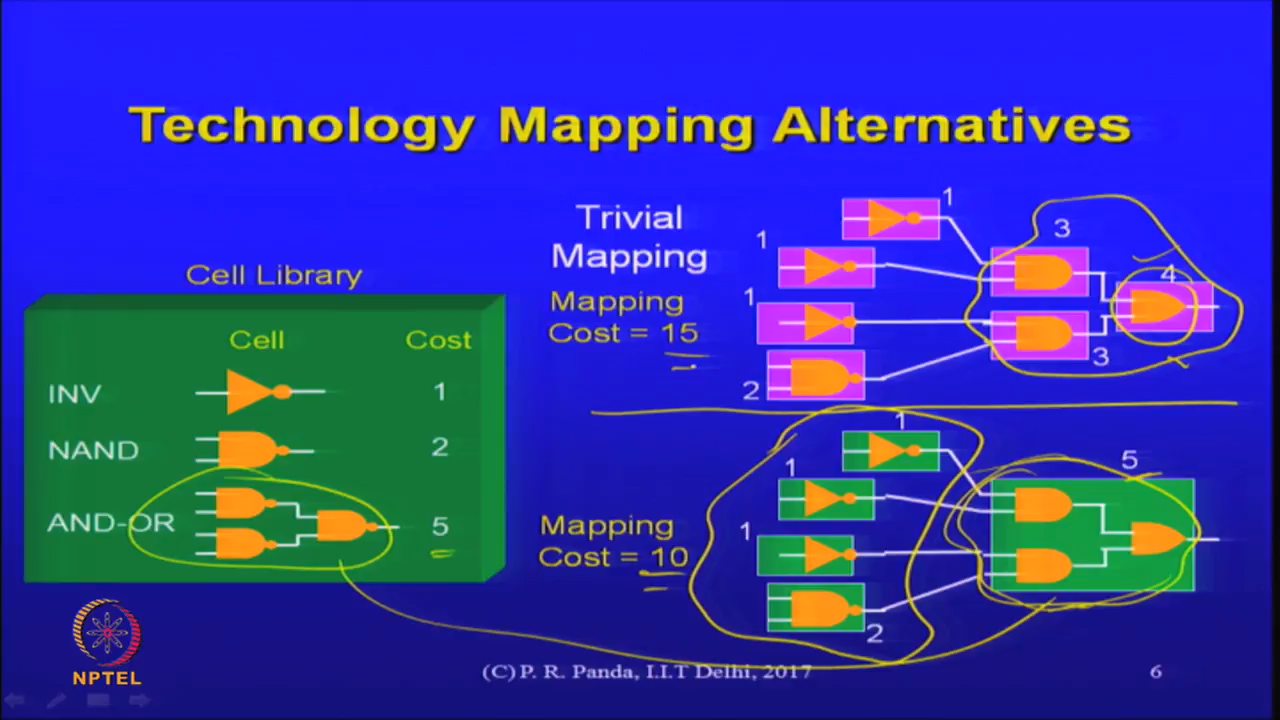 Technology Mapping Alternatives
Cell Library
Cell Cost
INV 1
NAND 2
AND-OR 5
Trivial
Mapping
Mapping
Cost = 15
1
1
1
2
3
3
4
Mapping
Cost = 10
1
1
1
2
5
NPTEL
(C) P. R. Panda, I.I.T Delhi, 2017
6